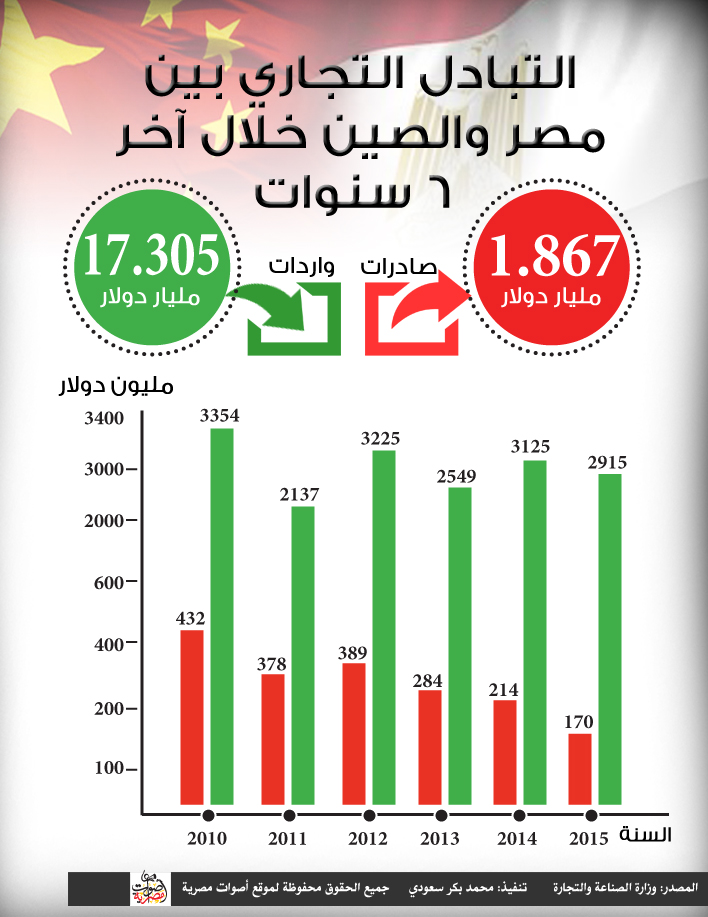 التبادل التجاري بين
مصر والصين خلال آخر
٦ سنوات
1.867
مليار دولار
صادرات
واردات
17.305
مليار دولار
مليون دولار
3400
3000
2000
600
400
200
100
432
3354
378
2137
389
3225
284
2549
214
3125
170
2915
2010
2011
2012
2013
2014
2015
السنة
المصدر: وزارة الصناعة والتجارة تنفيذ: محمد بكر سعودي جميع الحقوق محفوظة لموقع أصوات مصرية
أصوات مصرية